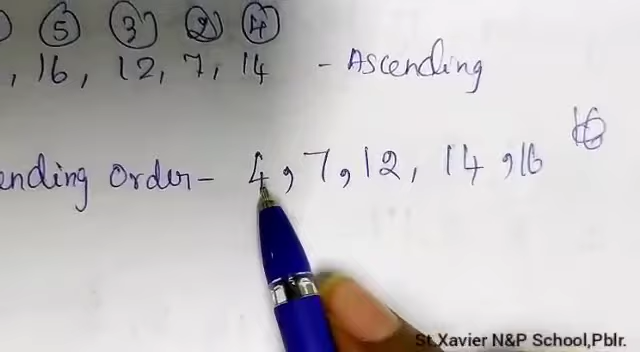 5 3 2 4
, 16, 12, 7, 14 - Ascending
ending Order - 4, 7, 12, 14, 16
St.Xavier N&P School,Pblr.